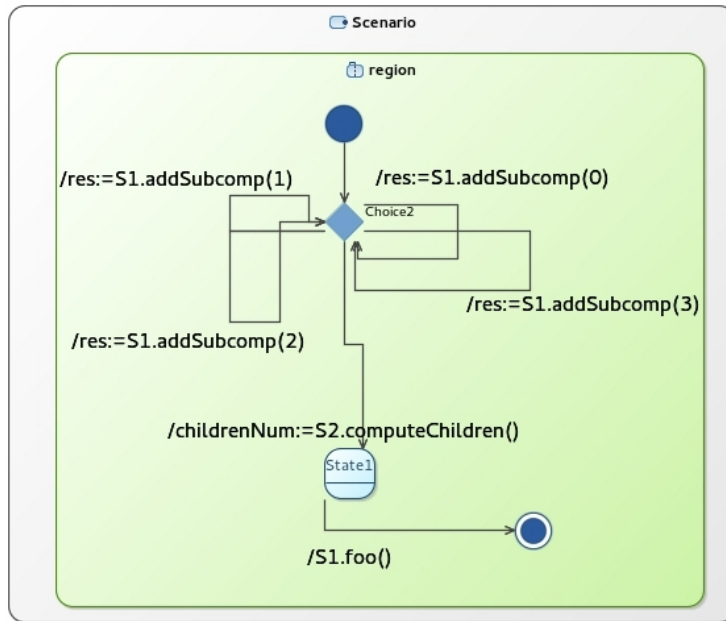 Scenario
region
/res:=S1.addSubcomp(1)
/res:=S1.addSubcomp(0)
Choice2
/res:=S1.addSubcomp(3)
/res:=S1.addSubcomp(2)
/childrenNum:=S2.computeChildren()
State1
/S1.foo()